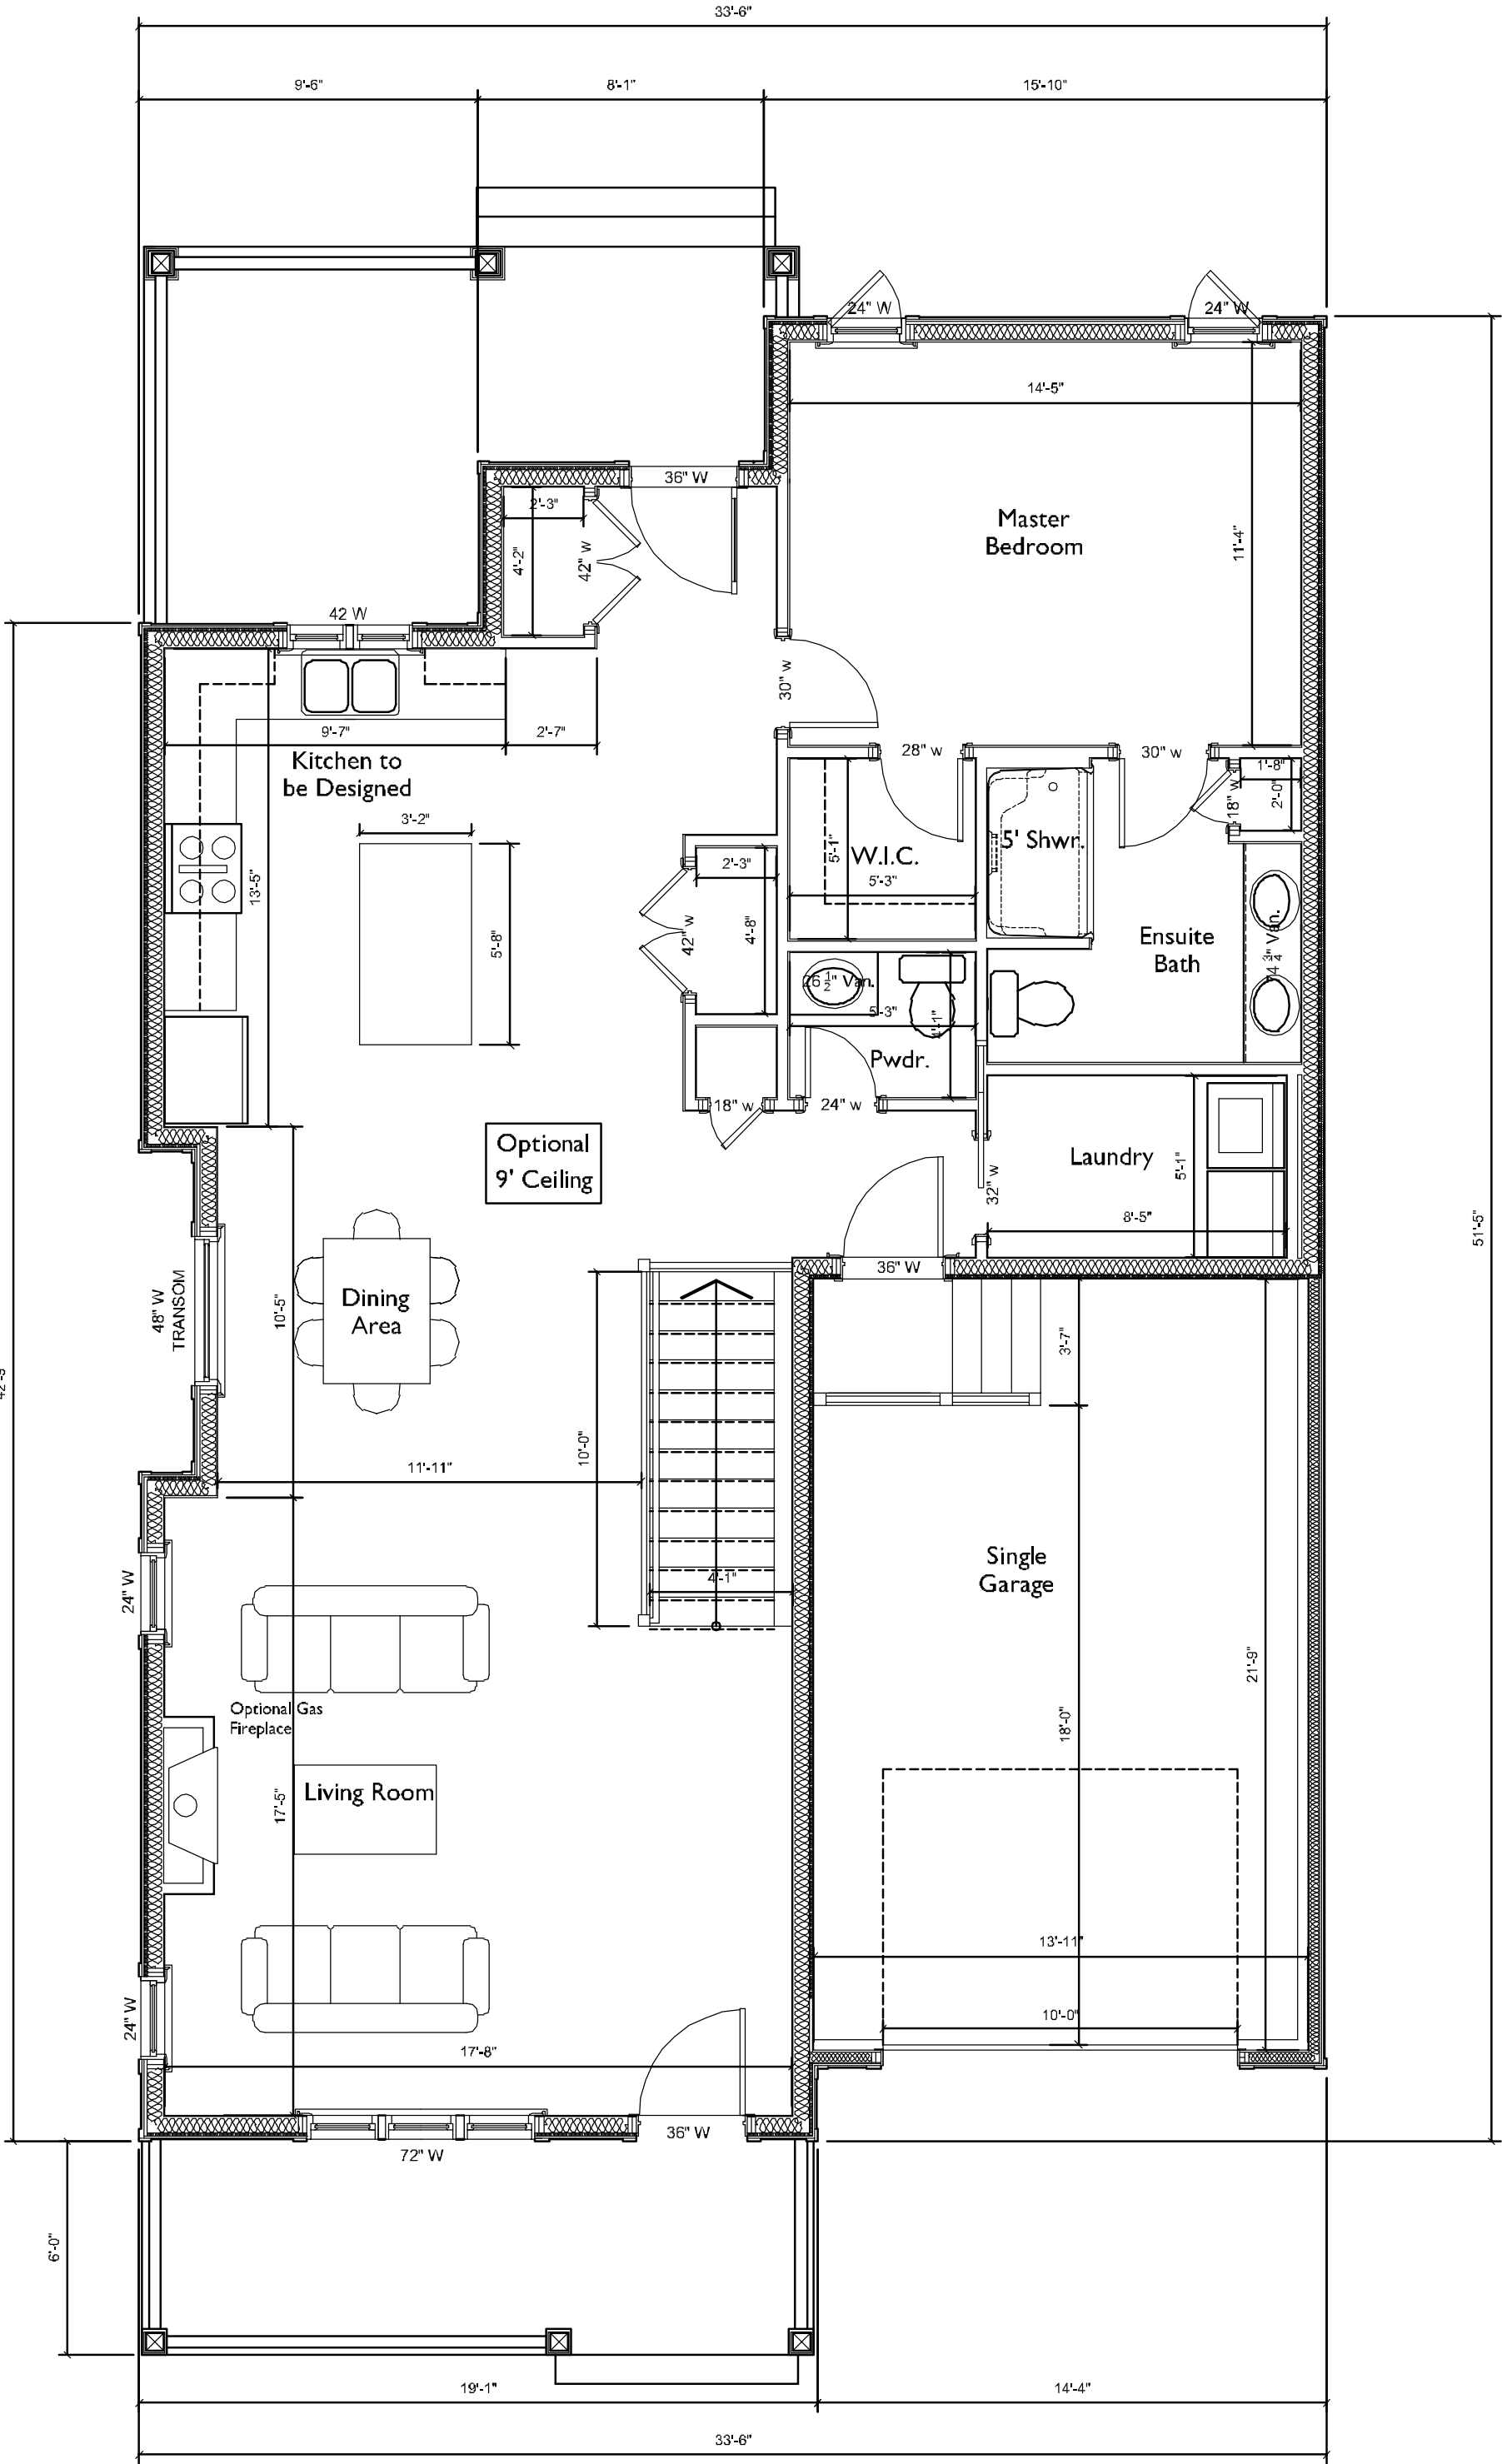 33'-6"
9'-6"
8'-1"
15'-10"
24" W
24" W
14'-5"
36" W
2'-3"
4'-2"
42" w
Master
Bedroom
11'-4"
42 W
30" w
9'-7"
2'-7"
Kitchen to
be Designed
28" w
30" w
1'-8"
2'-0"
18" w
3'-2"
13'-5"
5'-8"
2'-3"
4'-8"
42" w
5'-1"
W.I.C.
5'-3"
5' Shwr.
Ensuite
Bath
26 1/2" Van.
5'-3"
Pwdr.
18" w
24" w
Optional
9' Ceiling
Laundry
5'-1"
32" w
8'-5"
51'-5"
36" W
48" W
TRANSOM
10'-5"
Dining
Area
3'-7"
10'-0"
11'-11"
24" W
4'-1"
Single
Garage
21'-9"
18'-0"
Optional Gas
Fireplace
Living Room
17'-5"
13'-11"
10'-0"
24" W
17'-8"
36" W
72" W
6'-0"
19'-1"
14'-4"
33'-6"